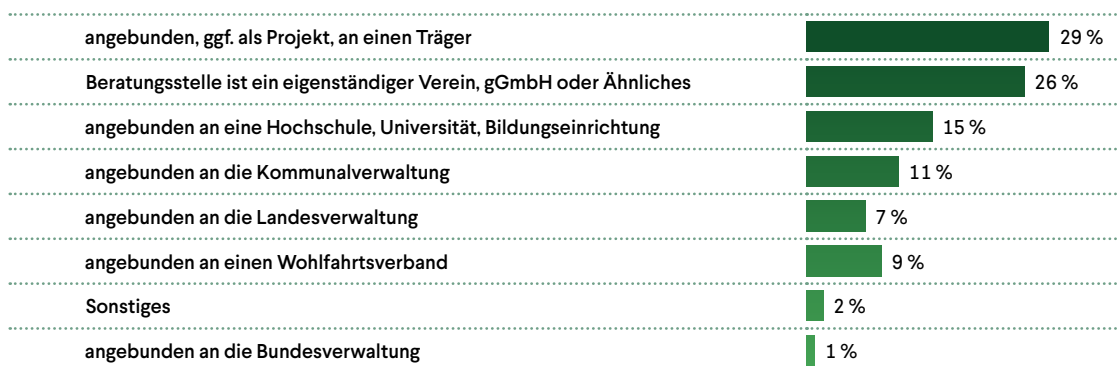 angebunden, ggf. als Projekt, an einen Träger 29 %
Beratungsstelle ist ein eigenständiger Verein, gGmbH oder Ähnliches 26 %
angebunden an eine Hochschule, Universität, Bildungseinrichtung 15 %
angebunden an die Kommunalverwaltung 11 %
angebunden an die Landesverwaltung 7 %
angebunden an einen Wohlfahrtsverband 9 %
Sonstiges 2 %
angebunden an die Bundesverwaltung 1 %